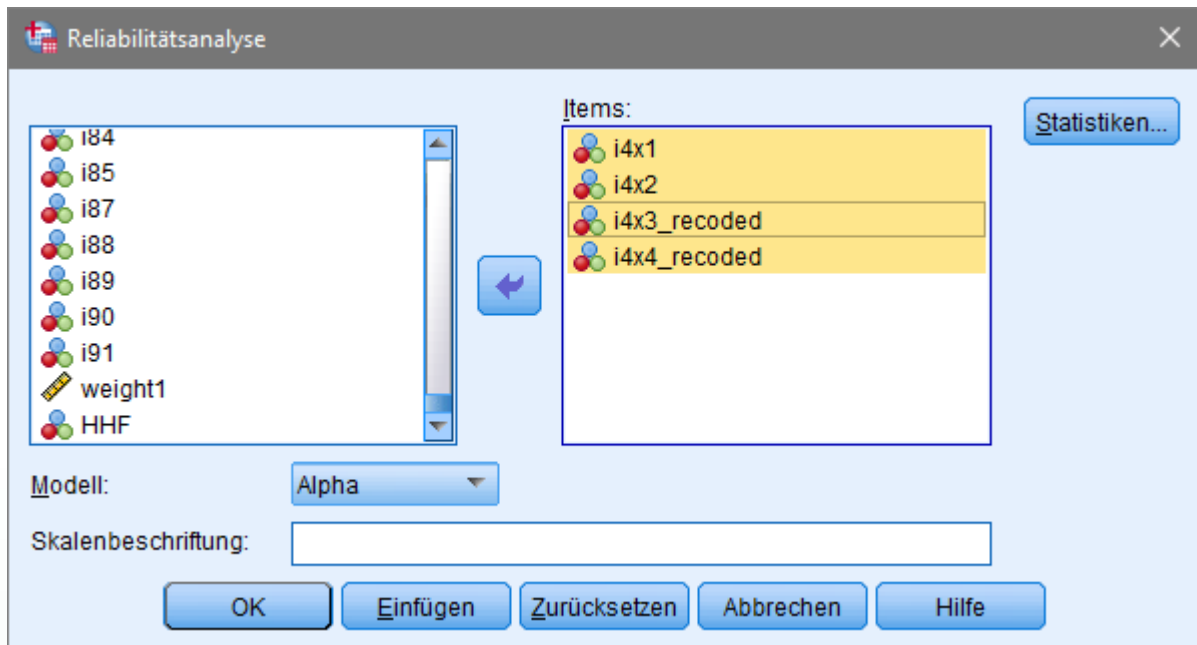 Reliabilitätsanalyse
Items:
Statistiken...
i84
i85
i87
i88
i89
i90
i91
weight1
HHF
i4x1
i4x2
i4x3_recoded
i4x4_recoded
Modell:
Alpha
Skalenbeschriftung:
OK Einfügen Zurücksetzen Abbrechen Hilfe